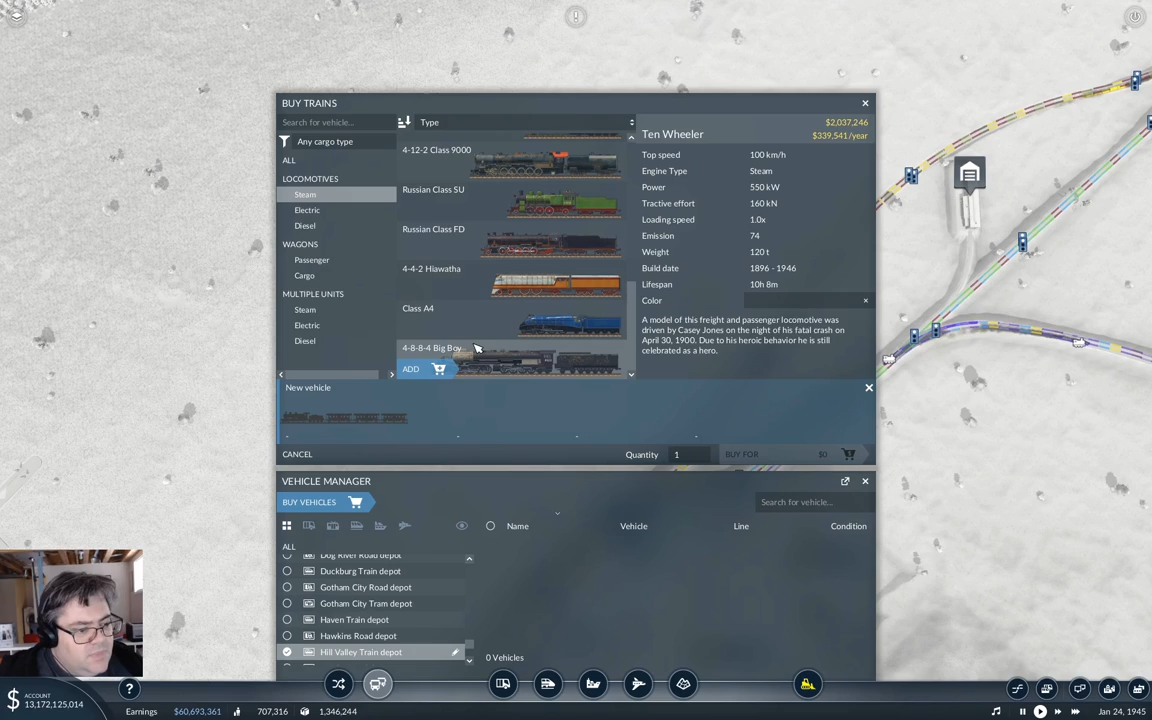 BUY TRAINS
Search for vehicle...
Type
Any cargo type
ALL
LOCOMOTIVES
Steam
Electric
Diesel
WAGONS
Passenger
Cargo
MULTIPLE UNITS
Steam
Electric
Diesel
4-12-2 Class 9000
Russian Class SU
Russian Class FD
4-4-2 Hiawatha
Class A4
4-8-8-4 Big Boy
ADD
$2,037,246
Ten Wheeler
$339,541/year
Top speed 100 km/h
Engine Type Steam
Power 550 kW
Tractive effort 160 kN
Loading speed 1.0x
Emission 74
Weight 120 t
Build date 1896 - 1946
Lifespan 10h 8m
Color
A model of this freight and passenger locomotive was
driven by Casey Jones on the night of his fatal crash on
April 30, 1900. Due to his heroic behavior he is still
celebrated as a hero.
New vehicle
- - - -
CANCEL
Quantity 1
BUY FOR $0
VEHICLE MANAGER
BUY VEHICLES
Search for vehicle...
Name Vehicle Line Condition
ALL
Dog River Road depot
Duckburg Train depot
Gotham City Road depot
Gotham City Tram depot
Haven Train depot
Hawkins Road depot
Hill Valley Train depot
0 Vehicles
$ ACCOUNT
13,172,125,014
?
Earnings $60,693,361 707,316 1,346,244
Jan 24, 1945